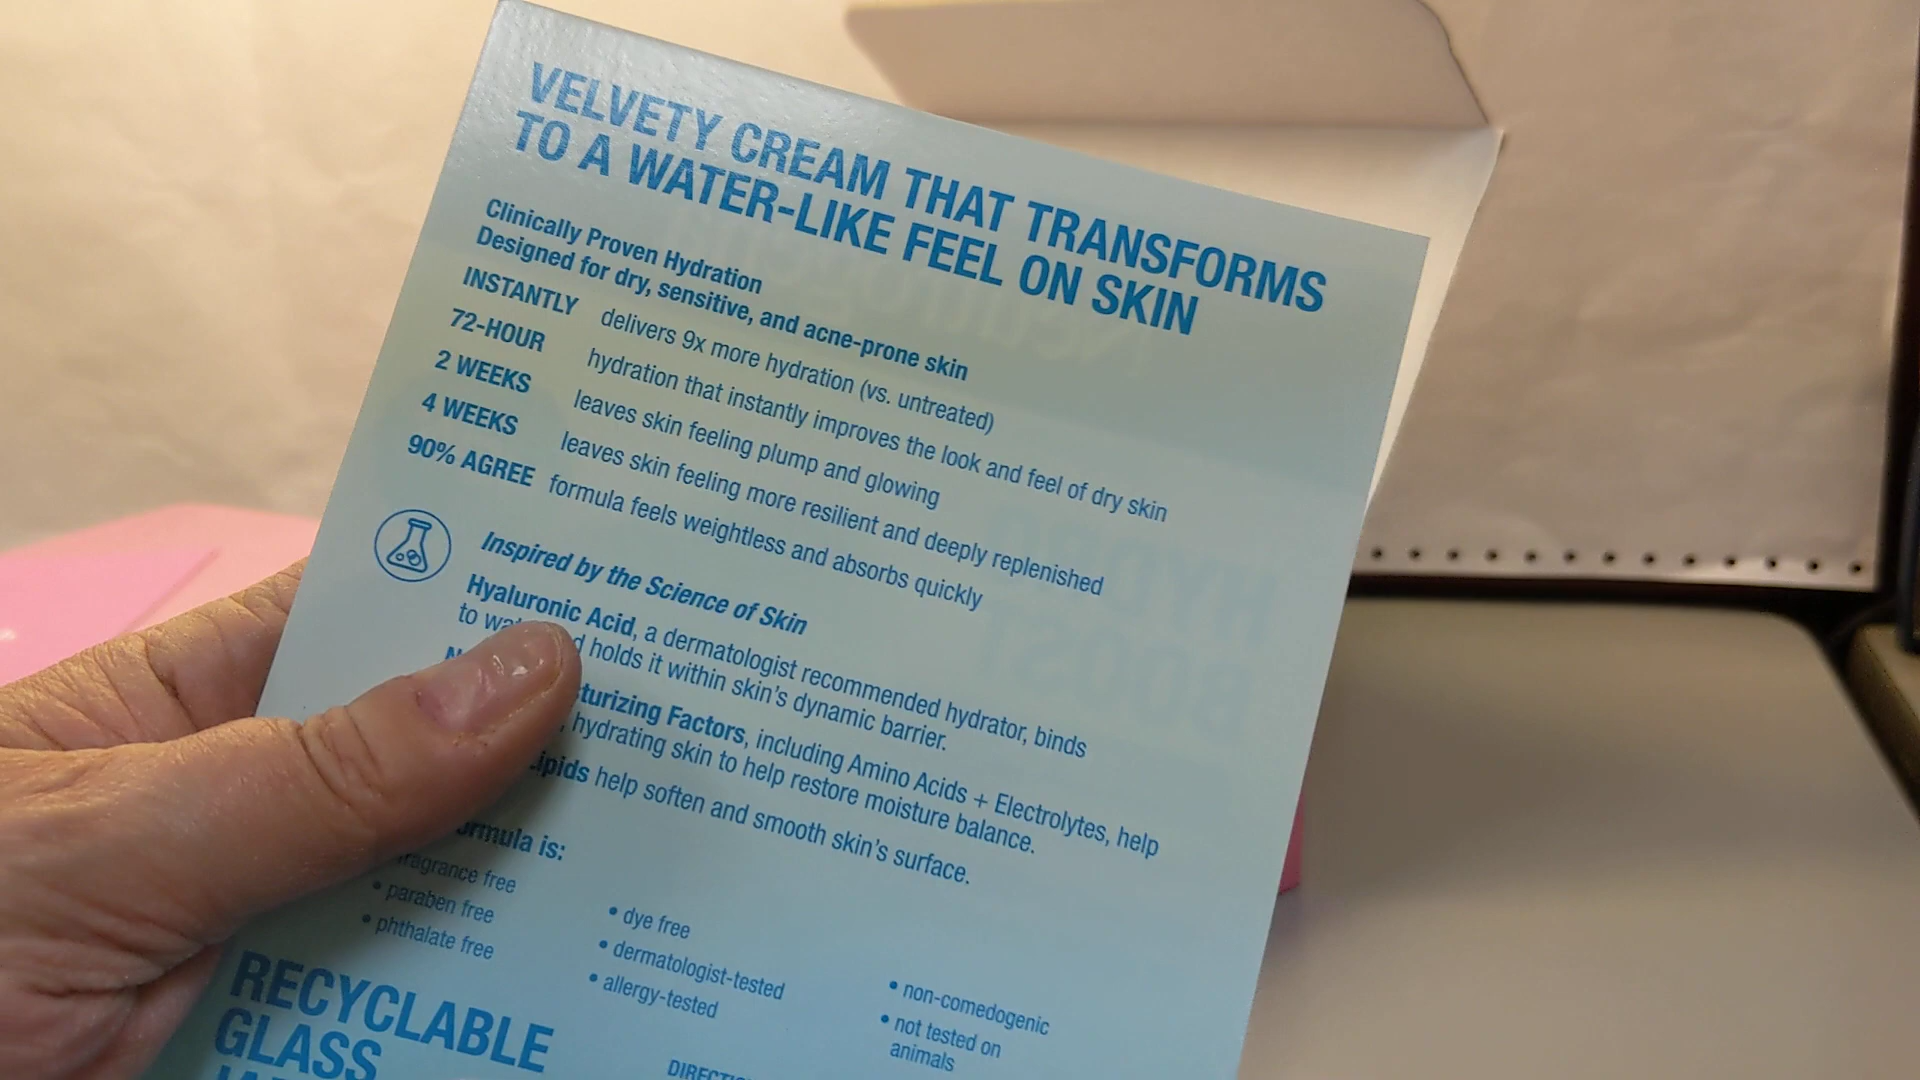 VELVETY CREAM THAT TRANSFORMS
TO A WATER-LIKE FEEL ON SKIN
Clinically Proven Hydration
Designed for dry, sensitive, and acne-prone skin
INSTANTLY delivers 9x more hydration (vs. untreated)
72-HOUR hydration that instantly improves the look and feel of dry skin
2 WEEKS leaves skin feeling plump and glowing
4 WEEKS leaves skin feeling more resilient and deeply replenished
90% AGREE formula feels weightless and absorbs quickly
Inspired by the Science of Skin
Hyaluronic Acid, a dermatologist recommended hydrator, binds
to holds it within skin's dynamic barrier.
Factors, including Amino Acids + Electrolytes, help
hydrating skin to help restore moisture balance.
Lipids help soften and smooth skin's surface.
is:
• fragrance free
• paraben free
• phthalate free
• dye free
• dermatologist-tested
• allergy-tested
• non-comedogenic
• not tested on
animals
RECYCLABLE
GLASS